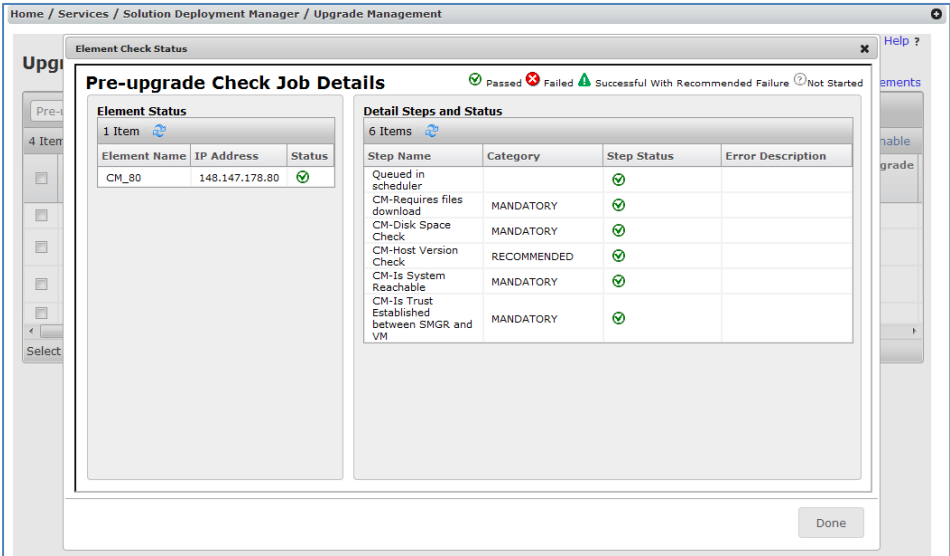 Home / Services / Solution Deployment Manager / Upgrade Management
Help ?
Upg
Element Check Status
ements
Pre-upgrade Check Job Details
Passed Failed Successful With Recommended Failure ?Not Started
Pre-u
Element Status
Detail Steps and Status
4 Item
1 Item
6 Items
nable
Element Name IP Address Status
Step Name Category Step Status Error Description
grade
CM_80 148.147.178.80
Queued in
scheduler
CM-Requires files
download MANDATORY
CM-Disk Space
Check MANDATORY
CM-Host Version
Check RECOMMENDED
CM-Is System
Reachable MANDATORY
CM-Is Trust
Established
between SMGR and
VM MANDATORY
Select
Done